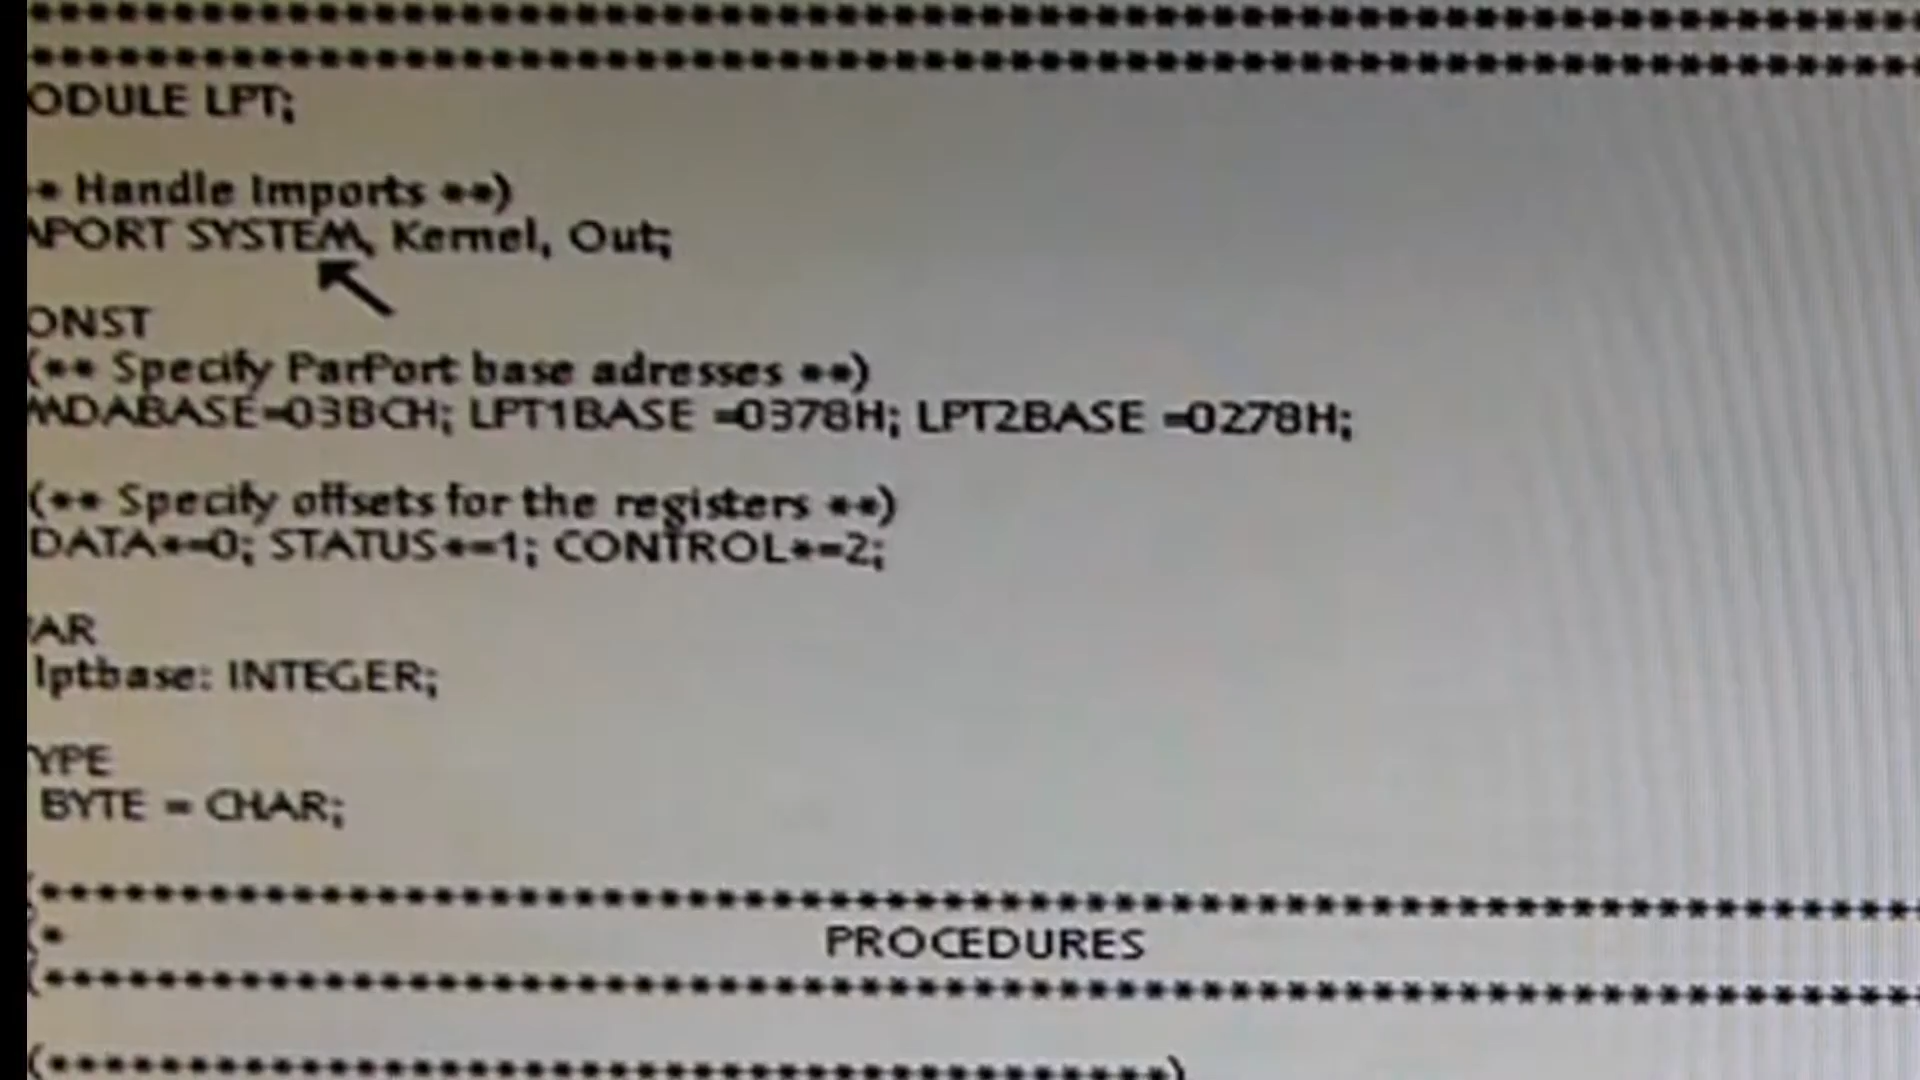 ODULE LPT;
** Handle Imports **)
MPORT SYSTEM, Kernel, Out;
ONST
(** Specify ParPort base adresses **)
MDABASE=03BCH; LPT1BASE =0378H; LPT2BASE =0278H;
(** Specify offsets for the registers **)
DATA*=0; STATUS*=1; CONTROL*=2;
AR
lptbase: INTEGER;
YPE
BYTE = CHAR;
(*
PROCEDURES